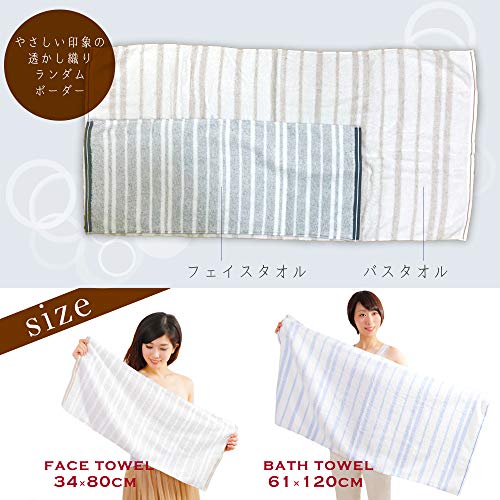 やさしい印象の
透かし織り
ランダム
ボーダー
フェイスタオル
バスタオル
size
FACE TOWEL
34×80CM
BATH TOWEL
61×120CM